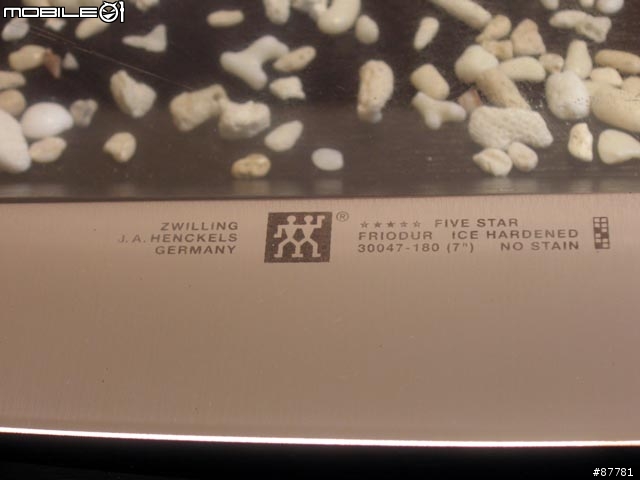 MOBILE01
ZWILLING
J.A. HENCKELS
GERMANY
®
★★★★★ FIVE STAR
FRIODUR ICE HARDENED
30047-180 (7") NO STAIN
#87781